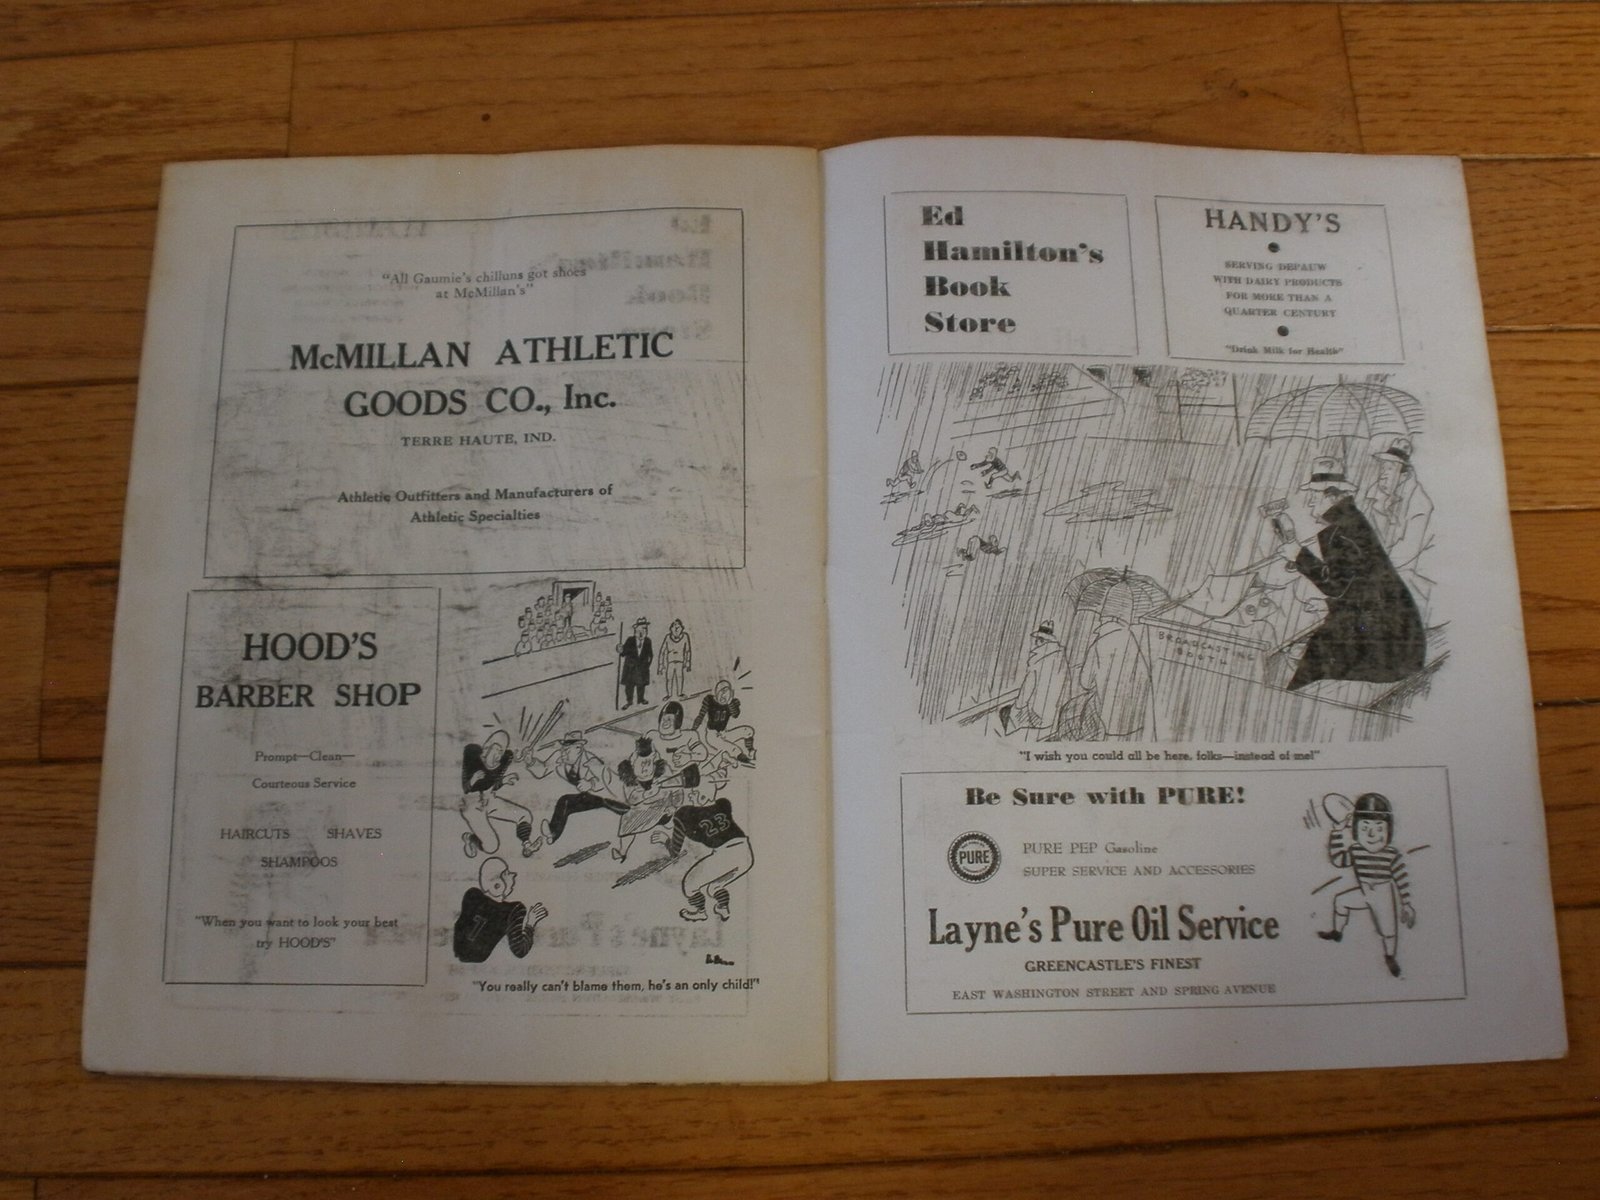 "All Gaumie's chilluns got shoes
at McMillan's"
McMILLAN ATHLETIC
GOODS CO., Inc.
TERRE HAUTE, IND.
Athletic Outfitters and Manufacturers of
Athletic Specialties
HOOD'S
BARBER SHOP
Prompt—Clean—
Courteous Service
HAIRCUTS SHAVES
SHAMPOOS
"When you want to look your best
try HOOD'S"
23
7
"You really can't blame them, he's an only child!"
Ed
Hamilton's
Book
Store
HANDY'S
SERVING DEPAUW
WITH DAIRY PRODUCTS
FOR MORE THAN A
QUARTER CENTURY
"Drink Milk for Health"
BROADCASTING
BOOTH
"I wish you could all be here, folks—instead of me!"
Be Sure with PURE!
PURE
PURE PEP Gasoline
SUPER SERVICE AND ACCESSORIES
Layne's Pure Oil Service
GREENCASTLE'S FINEST
EAST WASHINGTON STREET AND SPRING AVENUE